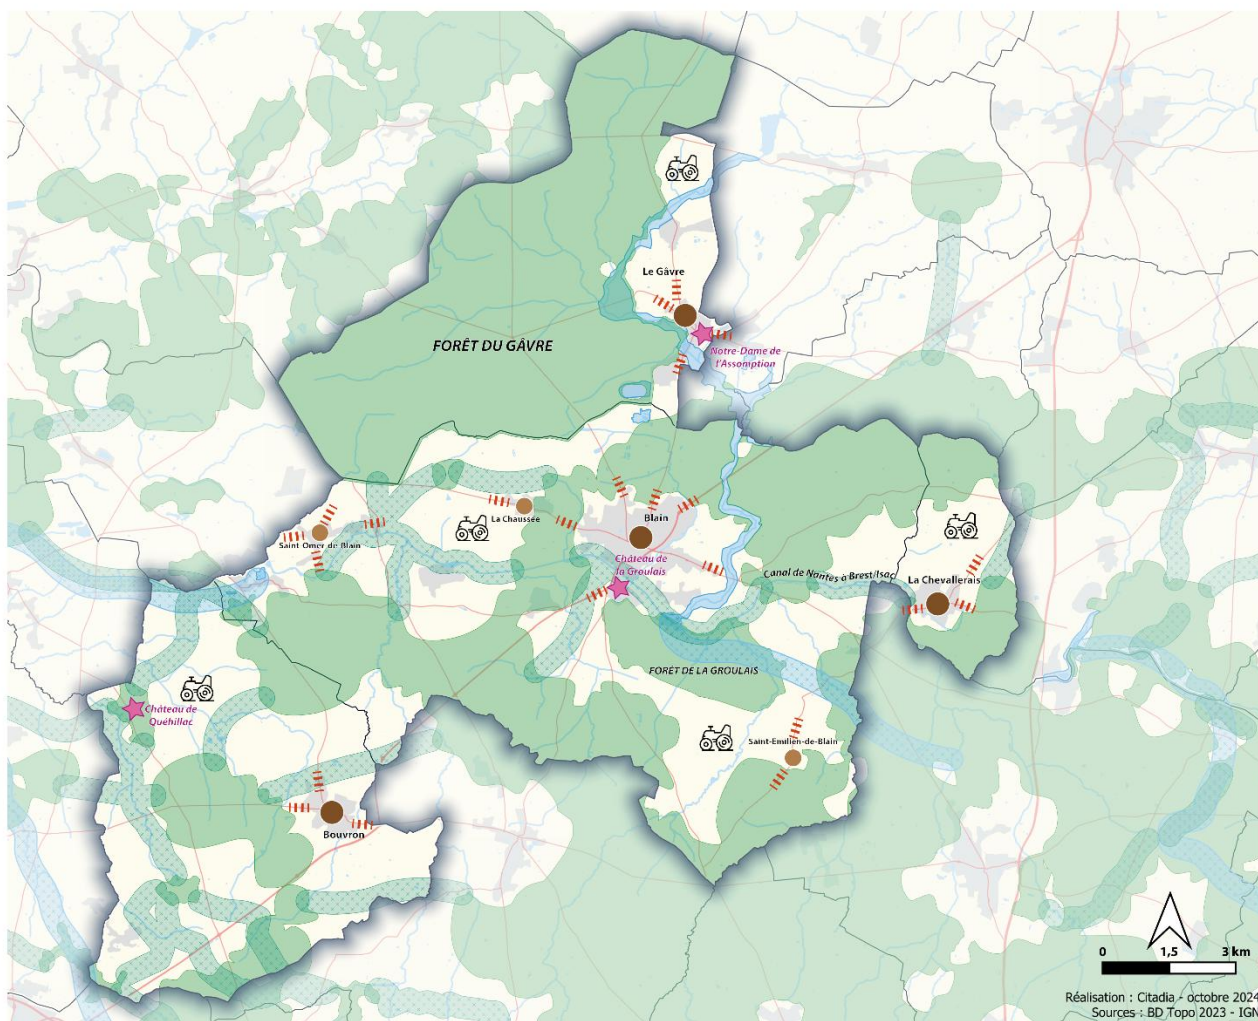 Le Gâvre
FORÊT DU GÂVRE
Notre-Dame de
l'Assomption
La Chaussée
Blain
Saint-Omer de Blain
Château de
la Groulais
Canal de Nantes à Brest/Isac
La Chevallerais
FORÊT DE LA GROULAIS
Château de
Quéhillac
Saint-Emilien-de-Blain
Bouvron
0 1,5 3 km
Réalisation : Citadia - octobre 2024
Sources : BD Topo 2023 - IGN